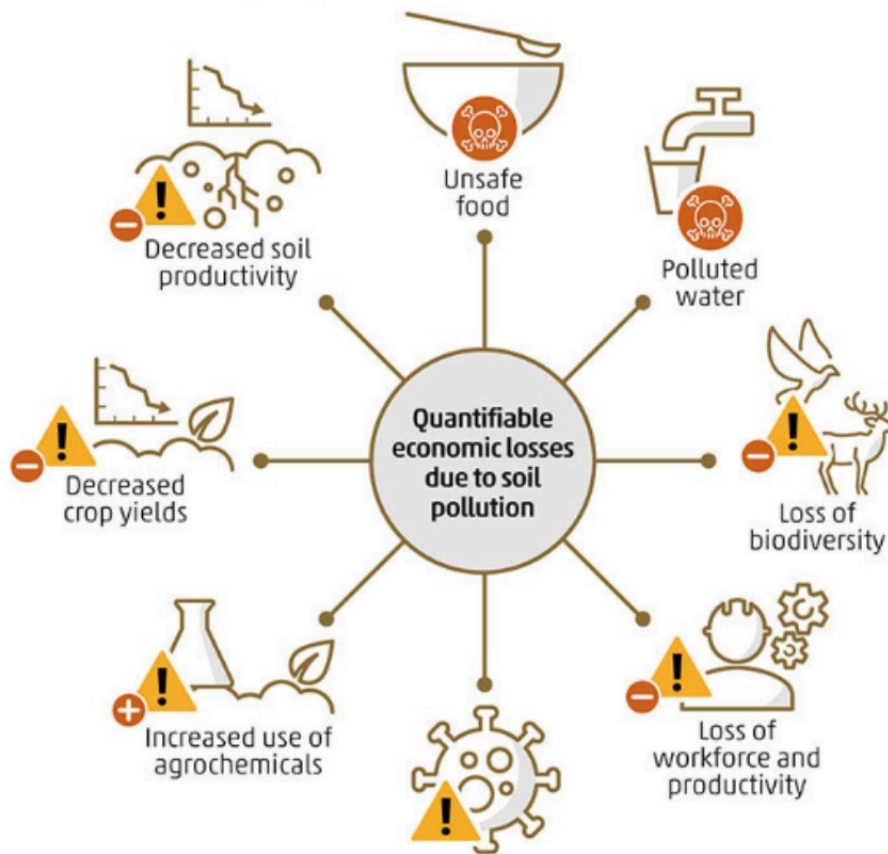 Unsafe
food
Polluted
water
Decreased soil
productivity
Quantifiable
economic losses
due to soil
pollution
Decreased
crop yields
Loss of
biodiversity
Increased use of
agrochemicals
Loss of
workforce and
productivity